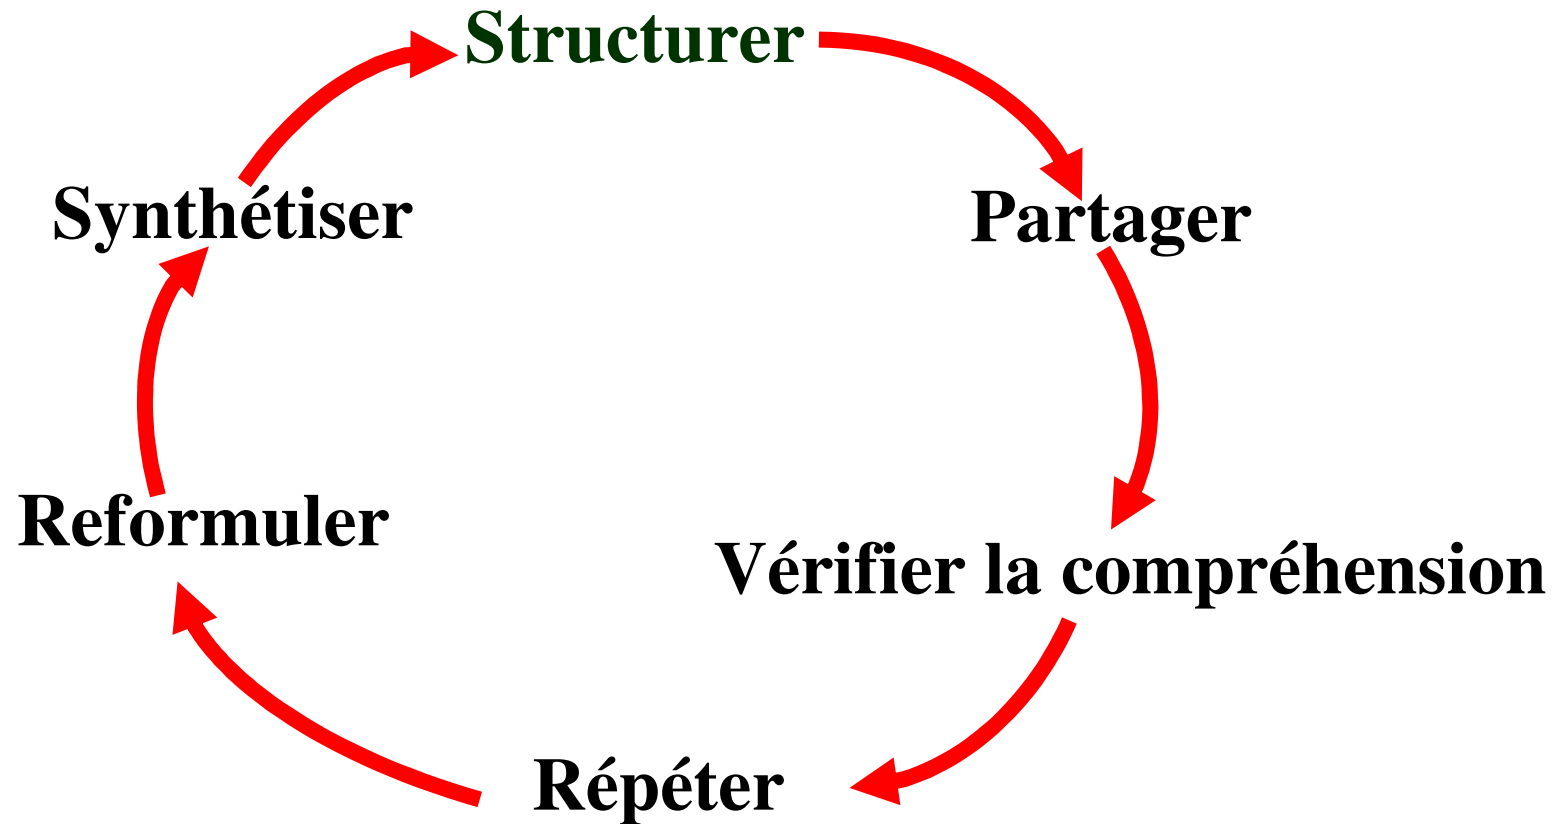 Structurer
Partager
Vérifier la compréhension
Répéter
Reformuler
Synthétiser